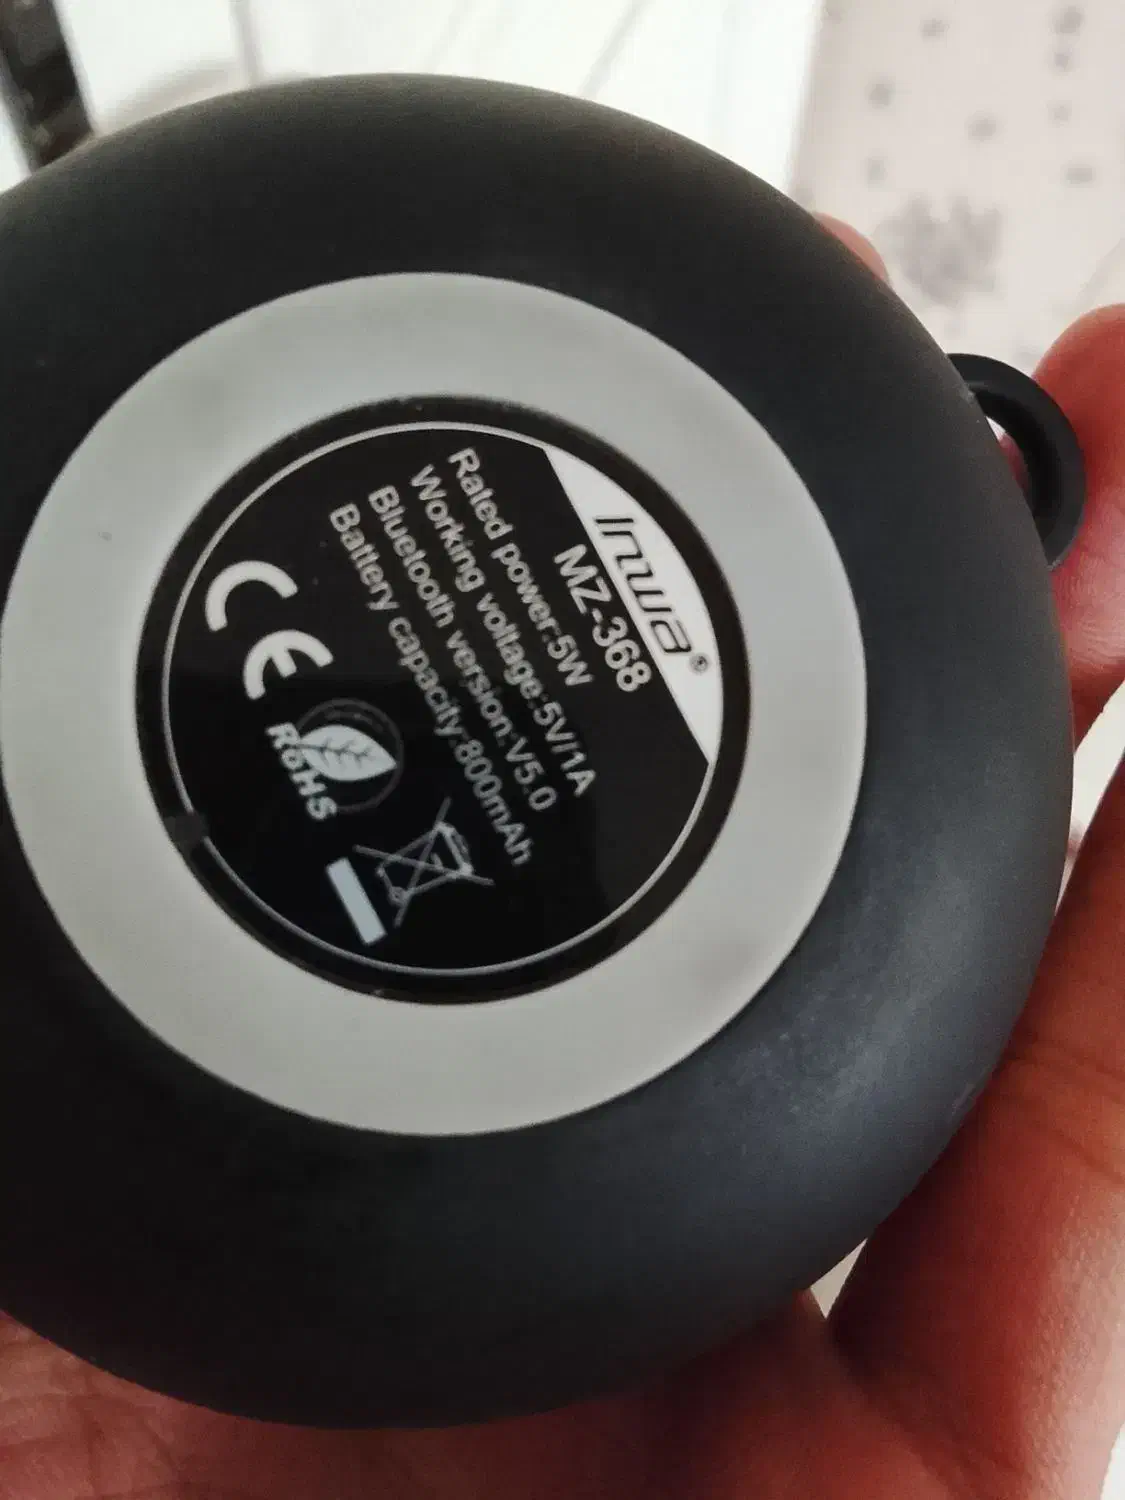 Inwa®
MZ-368
Rated power:5W
Working voltage:5V/1A
Bluetooth version:V5.0
Battery capacity:800mAh
CE
RoHS